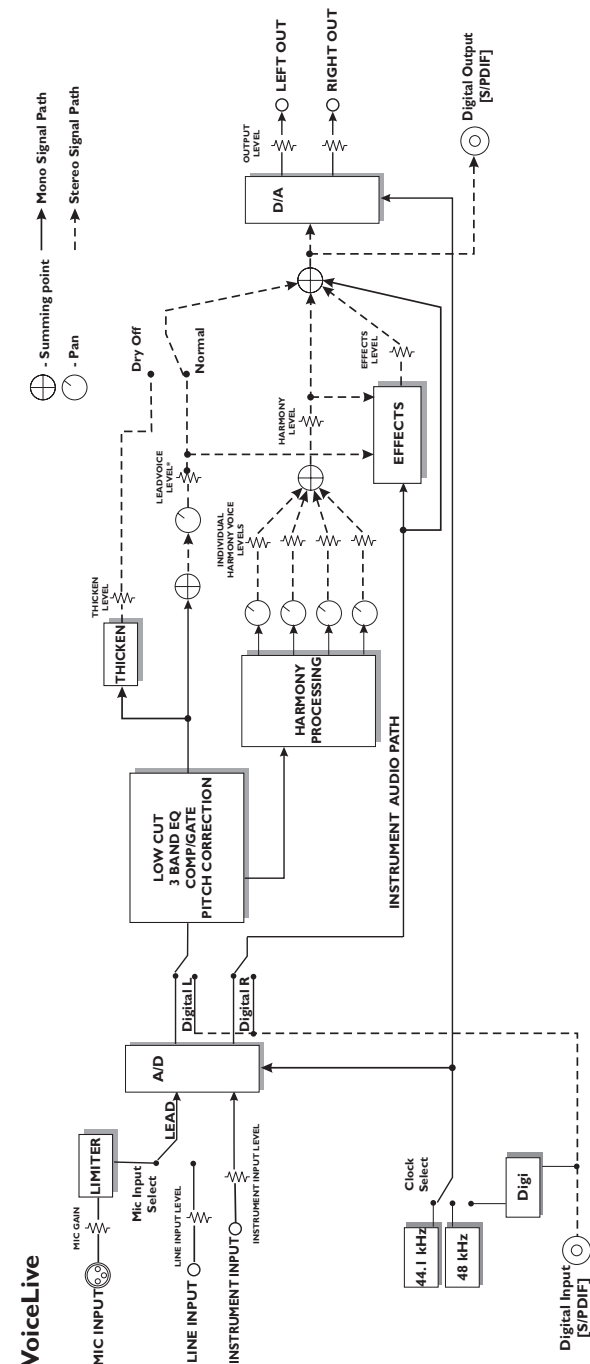 VoiceLive
- Summing point
- Pan
Mono Signal Path
Stereo Signal Path
MIC INPUT
MIC GAIN
LIMITER
Mic Input
Select
LEAD
LINE INPUT
LINE INPUT LEVEL
INSTRUMENT INPUT
INSTRUMENT INPUT LEVEL
A/D
Digital L
Digital R
LOW CUT
3 BAND EQ
COMP/GATE
PITCH CORRECTION
THICKEN
THICKEN
LEVEL
LEADVOICE
LEVEL*
Dry Off
Normal
HARMONY
PROCESSING
INDIVIDUAL
HARMONY VOICE
LEVELS
HARMONY
LEVEL
EFFECTS
EFFECTS
LEVEL
INSTRUMENT AUDIO PATH
D/A
OUTPUT
LEVEL
LEFT OUT
RIGHT OUT
Digital Output
[S/PDIF]
Clock
Select
44.1 kHz
48 kHz
Digi
Digital Input
[S/PDIF]